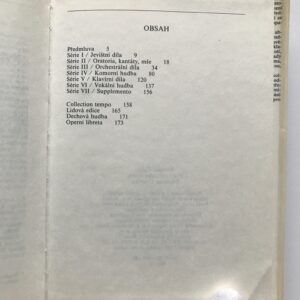 OBSAH
Předmluva 5
Série I / Jevištní díla 9
Série II / Oratoria, kantáty, mše 18
Série III / Orchestrální díla 34
Série IV / Komorní hudba 80
Série V / Klavírní díla 120
Série VI / Vokální hudba 137
Série VII / Supplemento 156
Collection tempo 158
Lidová edice 165
Dechová hudba 171
Operní libreta 173